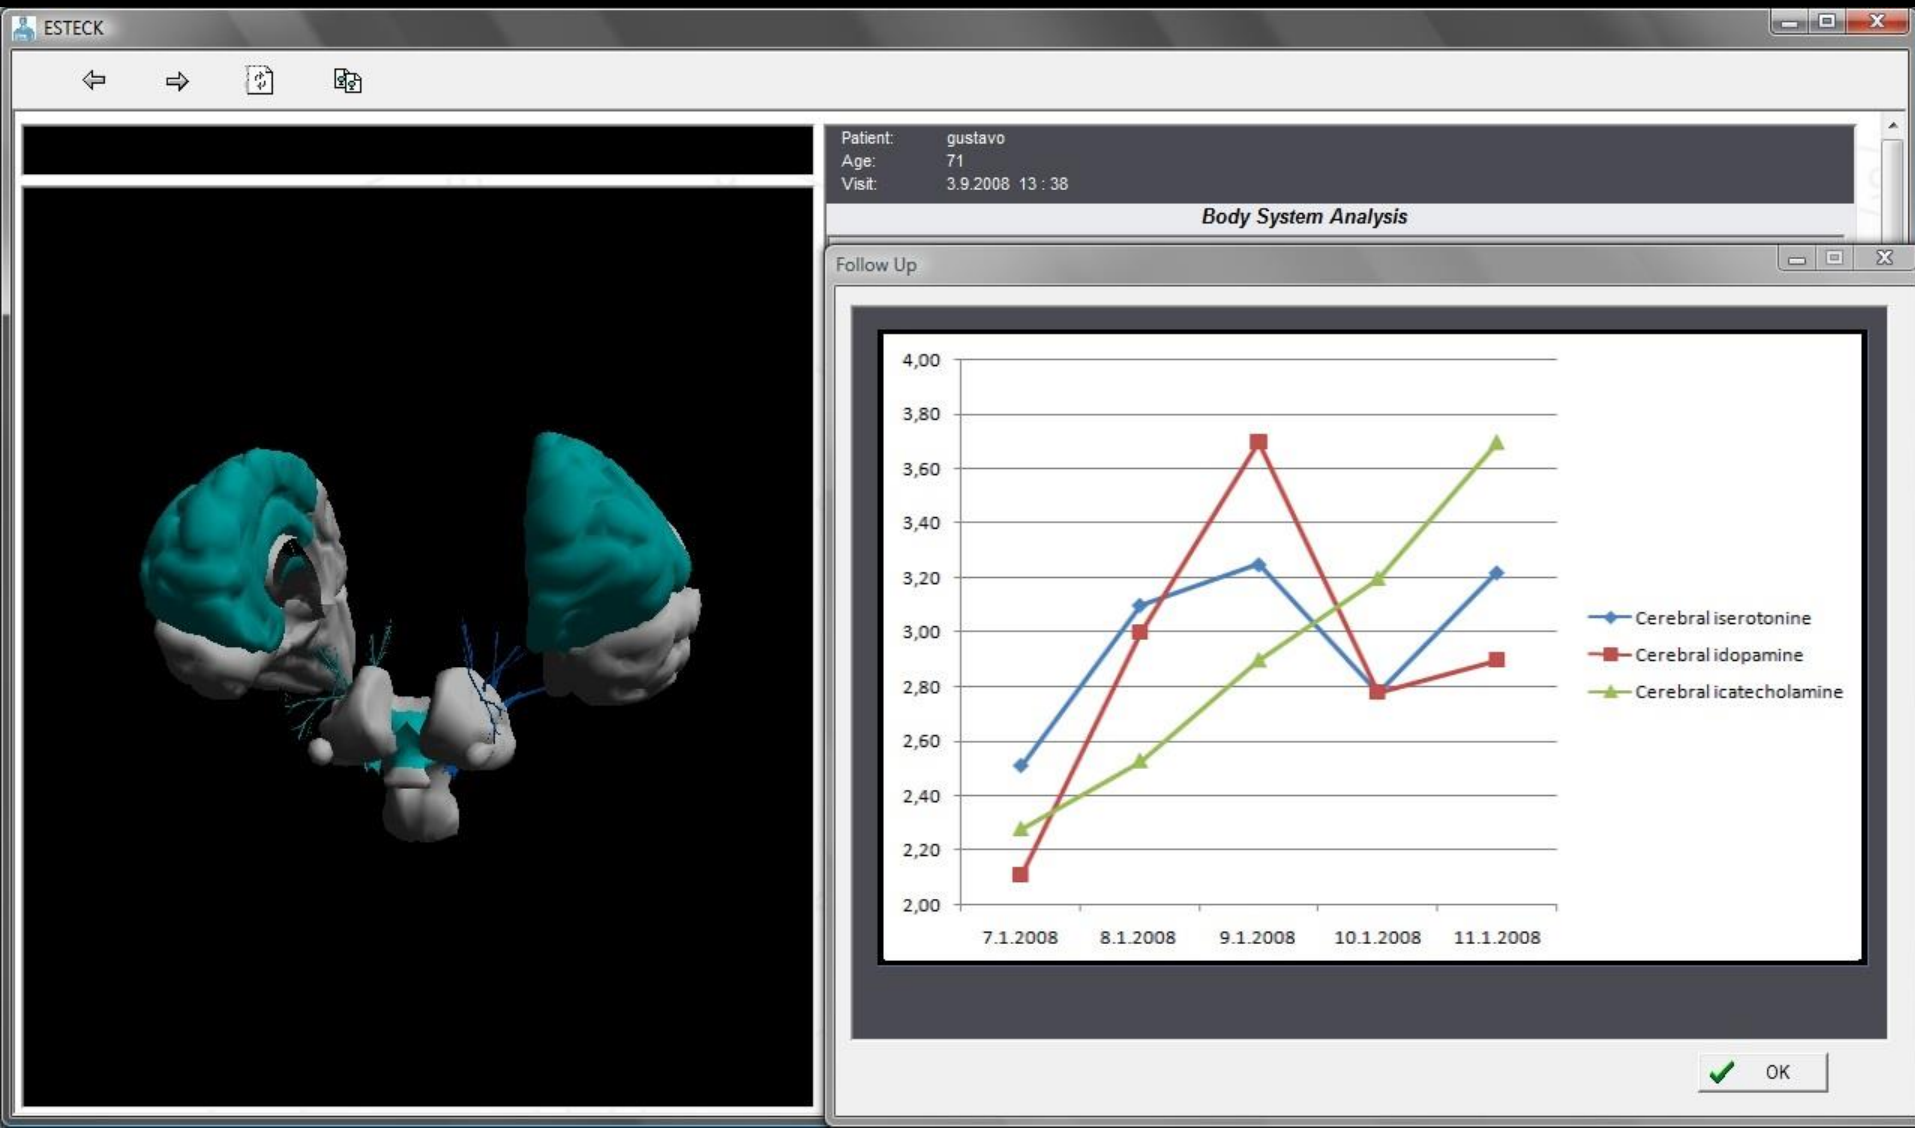 ESTECK
Patient: gustavo
Age: 71
Visit: 3.9.2008 13 : 38
Body System Analysis
Follow Up
4,00
3,80
3,60
3,40
3,20
3,00
2,80
2,60
2,40
2,20
2,00
7.1.2008 8.1.2008 9.1.2008 10.1.2008 11.1.2008
Cerebral iserotonine
Cerebral idopamine
Cerebral icatecholamine
OK